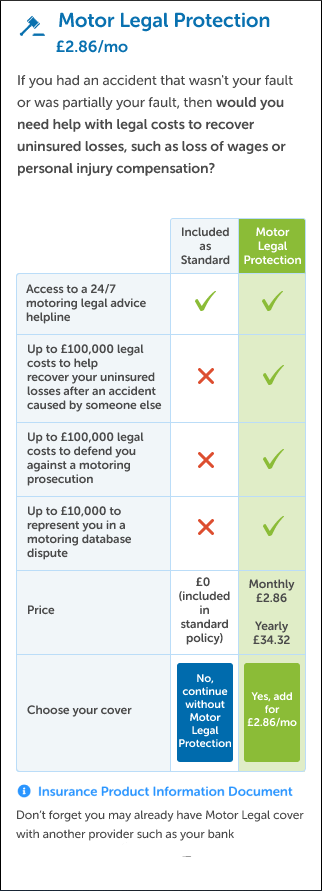 Motor Legal Protection
£2.86/mo
If you had an accident that wasn't your fault
or was partially your fault, then would you
need help with legal costs to recover
uninsured losses, such as loss of wages or
personal injury compensation?
Included
as
Standard
Motor
Legal
Protection
Access to a 24/7
motoring legal advice
helpline
Up to £100,000 legal
costs to help
recover your uninsured
losses after an accident
caused by someone else
Up to £100,000 legal
costs to defend you
against a motoring
prosecution
Up to £10,000 to
represent you in a
motoring database
dispute
Price
£0
(included
in
standard
policy)
Monthly
£2.86
Yearly
£34.32
Choose your cover
No,
continue
without
Motor
Legal
Protection
Yes, add
for
£2.86/mo
Insurance Product Information Document
Don't forget you may already have Motor Legal cover
with another provider such as your bank